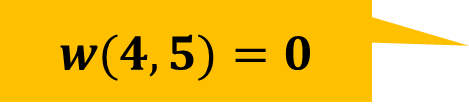 w(4, 5) = 0